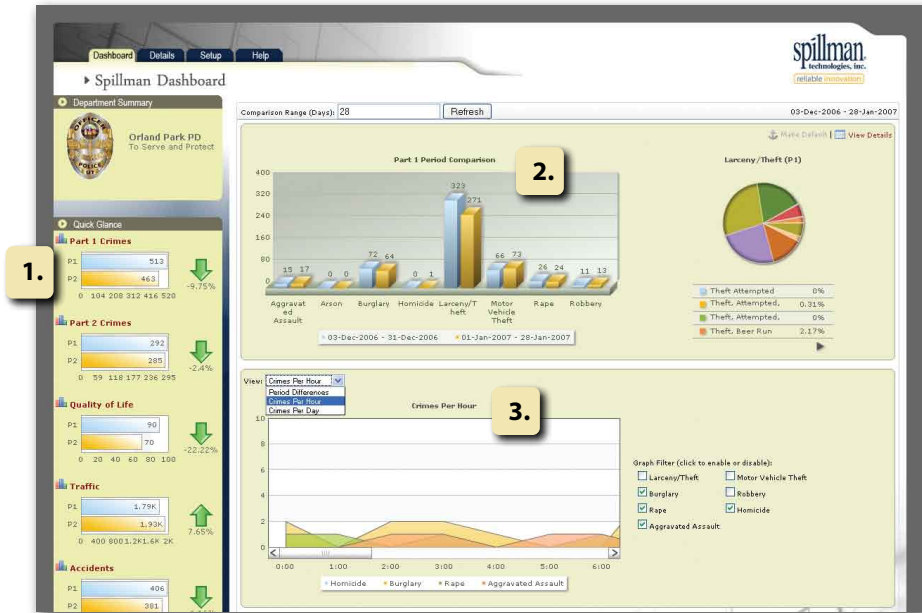 Dashboard Details Setup Help
spillman
technologies, inc.
reliable innovation
Spillman Dashboard
Department Summary
OFFICER
POLICE
Orland Park PD
To Serve and Protect
Quick Glance
1.
Part 1 Crimes
P1 513
P2 463
-9.75%
0 104 208 312 416 520
Part 2 Crimes
P1 292
P2 285
-2.4%
0 59 118 177 236 295
Quality of Life
P1 90
P2 70
-22.22%
0 20 40 60 80 100
Traffic
P1 1.79K
P2 1.93K
7.65%
0 400 800 1.2K 1.6K 2K
Accidents
P1 406
P2 381
Comparison Range (Days): 28 Refresh 03-Dec-2006 - 28-Jan-2007
Make Default | View Details
Part 1 Period Comparison
2.
400
320
240
160
80
0
15 17 0 0 72 64 0 1 323 271 66 73 26 24 11 13
Aggravat
ed
Assault
Arson
Burglary
Homicide
Larceny/T
heft
Motor
Vehicle
Theft
Rape
Robbery
03-Dec-2006 - 31-Dec-2006 01-Jan-2007 - 28-Jan-2007
Larceny/Theft (P1)
Theft Attempted 0%
Theft, Attempted, 0.31%
Theft, Attempted, 0%
Theft, Beer Run 2.17%
View: Crimes Per Hour
Period Differences
Crimes Per Hour
Crimes Per Day
Crimes Per Hour
3.
10
8
6
4
2
0
0:00 1:00 2:00 3:00 4:00 5:00 6:00
Homicide Burglary Rape Aggravated Assault
Graph Filter (click to enable or disable):
Larceny/Theft Motor Vehicle Theft
Burglary Robbery
Rape Homicide
Aggravated Assault